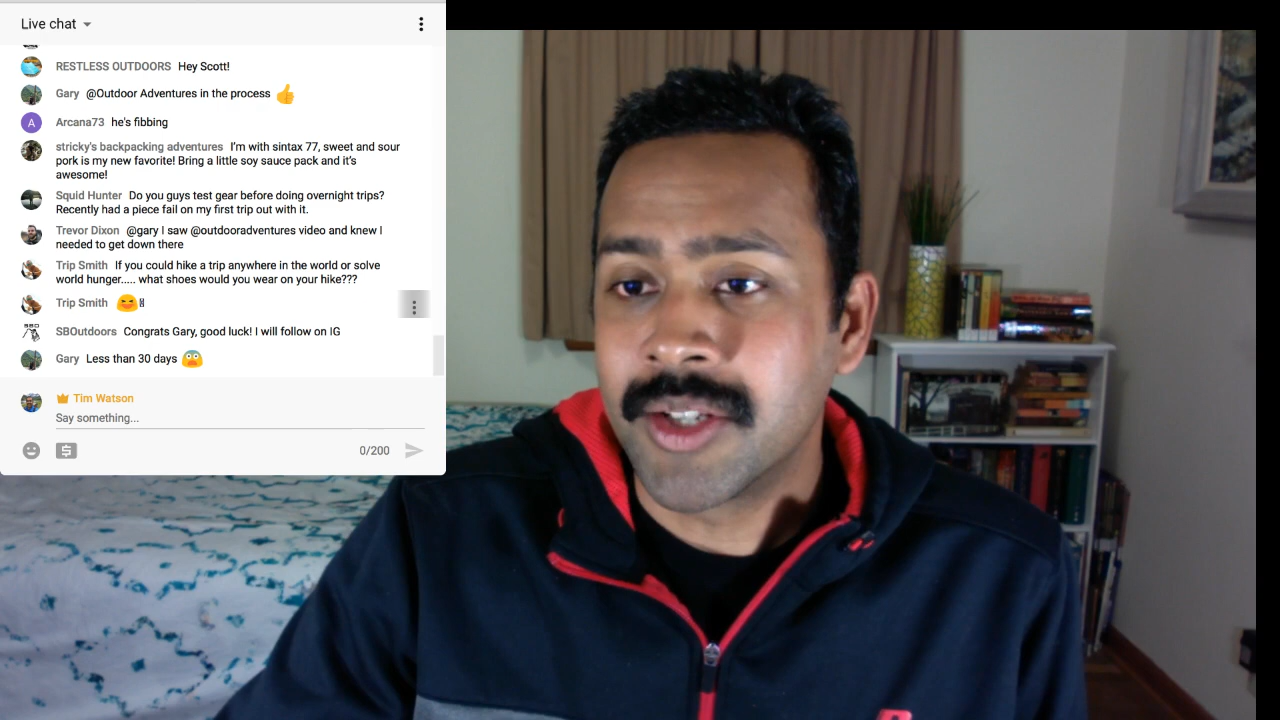 Live chat
RESTLESS OUTDOORS Hey Scott!
Gary @Outdoor Adventures in the process 👍
A Arcana73 he's fibbing
stricky's backpacking adventures I'm with sintax 77, sweet and sour
pork is my new favorite! Bring a little soy sauce pack and it's
awesome!
Squid Hunter Do you guys test gear before doing overnight trips?
Recently had a piece fail on my first trip out with it.
Trevor Dixon @gary I saw @outdooradventures video and knew I
needed to get down there
Trip Smith If you could hike a trip anywhere in the world or solve
world hunger..... what shoes would you wear on your hike???
Trip Smith 😆
SBOutdoors Congrats Gary, good luck! I will follow on IG
Gary Less than 30 days 😨
Tim Watson
Say something...
0/200